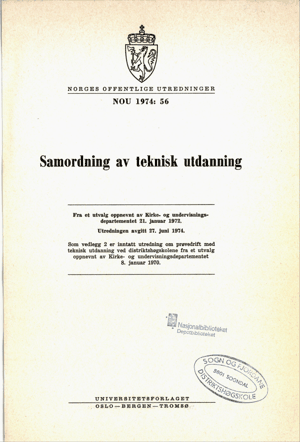 NORGES OFFENTLIGE UTREDNINGER
NOU 1974: 56
Samordning av teknisk utdanning
Fra et utvalg oppnevnt av Kirke- og undervisnings-
departementet 21. januar 1972.
Utredningen avgitt 27. juni 1974.
Som vedlegg 2 er inntatt utredning om prøvedrift med
teknisk utdanning ved distriktshøgskolene fra et utvalg
oppnevnt av Kirke- og undervisningsdepartementet
8. januar 1970.
Nasjonalbiblioteket
Depotbiblioteket
SOGN OG FJORDANE
5801 SOGNDAL
DISTRIKTSHØGSKOLE
UNIVERSITETSFORLAGET
OSLO — BERGEN — TROMSØ